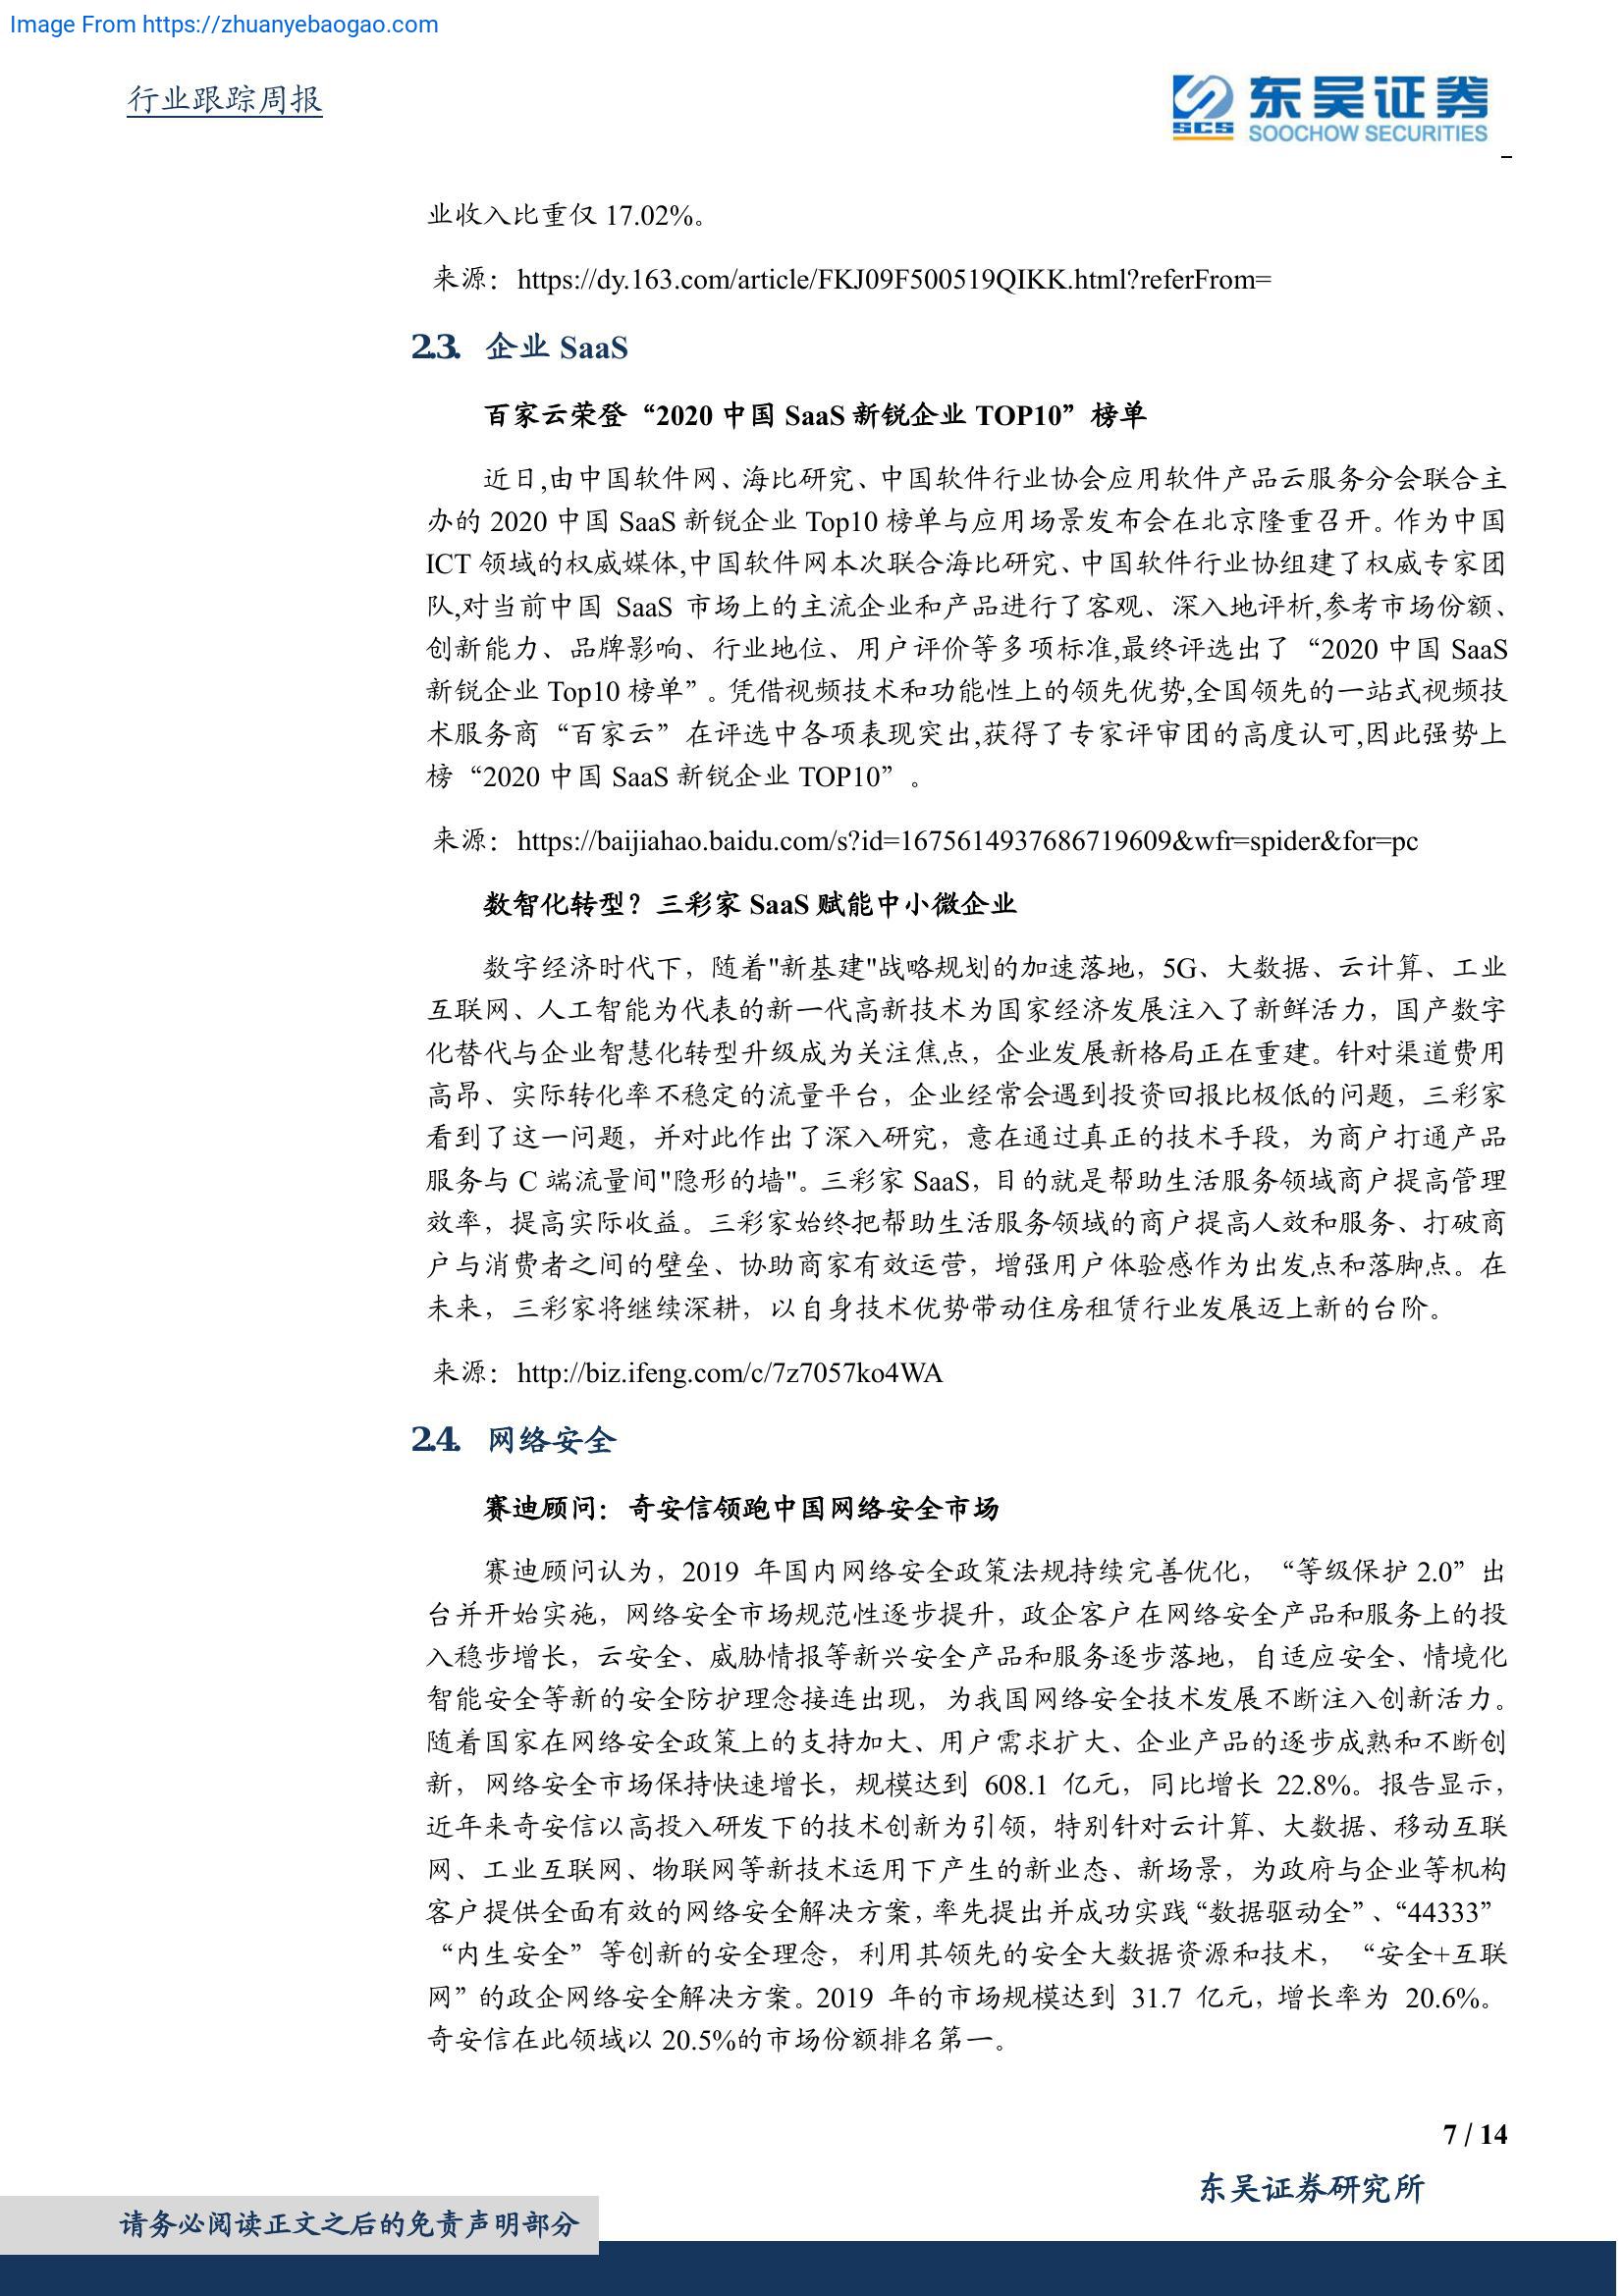 Image From https://zhuanyebaogao.com
行业跟踪周报
SCS 东吴证券
SOOCHOW SECURITIES
业收入比重仅 17.02%。
来源：https://dy.163.com/article/FKJ09F500519QIKK.html?referFrom=
2.3. 企业 SaaS
百家云荣登“2020 中国 SaaS 新锐企业 TOP10”榜单
近日,由中国软件网、海比研究、中国软件行业协会应用软件产品云服务分会联合主
办的 2020 中国 SaaS 新锐企业 Top10 榜单与应用场景发布会在北京隆重召开。作为中国
ICT 领域的权威媒体,中国软件网本次联合海比研究、中国软件行业协组建了权威专家团
队,对当前中国 SaaS 市场上的主流企业和产品进行了客观、深入地评析,参考市场份额、
创新能力、品牌影响、行业地位、用户评价等多项标准,最终评选出了“2020 中国 SaaS
新锐企业 Top10 榜单”。凭借视频技术和功能性上的领先优势,全国领先的一站式视频技
术服务商“百家云”在评选中各项表现突出,获得了专家评审团的高度认可,因此强势上
榜“2020 中国 SaaS 新锐企业 TOP10”。
来源：https://baijiahao.baidu.com/s?id=1675614937686719609&wfr=spider&for=pc
数智化转型？三彩家 SaaS 赋能中小微企业
数字经济时代下，随着"新基建"战略规划的加速落地，5G、大数据、云计算、工业
互联网、人工智能为代表的新一代高新技术为国家经济发展注入了新鲜活力，国产数字
化替代与企业智慧化转型升级成为关注焦点，企业发展新格局正在重建。针对渠道费用
高昂、实际转化率不稳定的流量平台，企业经常会遇到投资回报比极低的问题，三彩家
看到了这一问题，并对此作出了深入研究，意在通过真正的技术手段，为商户打通产品
服务与 C 端流量间"隐形的墙"。三彩家 SaaS，目的就是帮助生活服务领域商户提高管理
效率，提高实际收益。三彩家始终把帮助生活服务领域的商户提高人效和服务、打破商
户与消费者之间的壁垒、协助商家有效运营，增强用户体验感作为出发点和落脚点。在
未来，三彩家将继续深耕，以自身技术优势带动住房租赁行业发展迈上新的台阶。
来源：http://biz.ifeng.com/c/7z7057ko4WA
2.4. 网络安全
赛迪顾问：奇安信领跑中国网络安全市场
赛迪顾问认为，2019 年国内网络安全政策法规持续完善优化，“等级保护 2.0”出
台并开始实施，网络安全市场规范性逐步提升，政企客户在网络安全产品和服务上的投
入稳步增长，云安全、威胁情报等新兴安全产品和服务逐步落地，自适应安全、情境化
智能安全等新的安全防护理念接连出现，为我国网络安全技术发展不断注入创新活力。
随着国家在网络安全政策上的支持加大、用户需求扩大、企业产品的逐步成熟和不断创
新，网络安全市场保持快速增长，规模达到 608.1 亿元，同比增长 22.8%。报告显示，
近年来奇安信以高投入研发下的技术创新为引领，特别针对云计算、大数据、移动互联
网、工业互联网、物联网等新技术运用下产生的新业态、新场景，为政府与企业等机构
客户提供全面有效的网络安全解决方案，率先提出并成功实践“数据驱动全”、“44333”
“内生安全”等创新的安全理念，利用其领先的安全大数据资源和技术，“安全+互联
网”的政企网络安全解决方案。2019 年的市场规模达到 31.7 亿元，增长率为 20.6%。
奇安信在此领域以 20.5%的市场份额排名第一。
7 / 14
东吴证券研究所
请务必阅读正文之后的免责声明部分